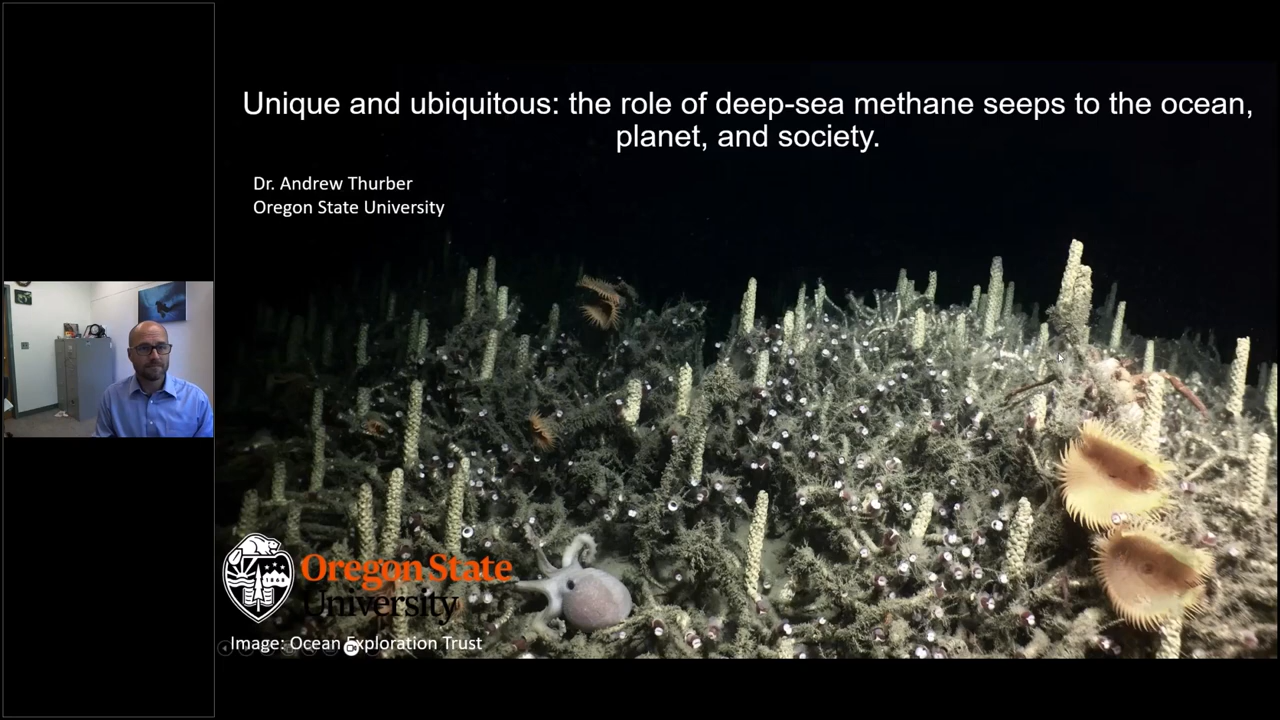 Unique and ubiquitous: the role of deep-sea methane seeps to the ocean,
planet, and society.
Dr. Andrew Thurber
Oregon State University
Oregon State
University
Image: Ocean Exploration Trust